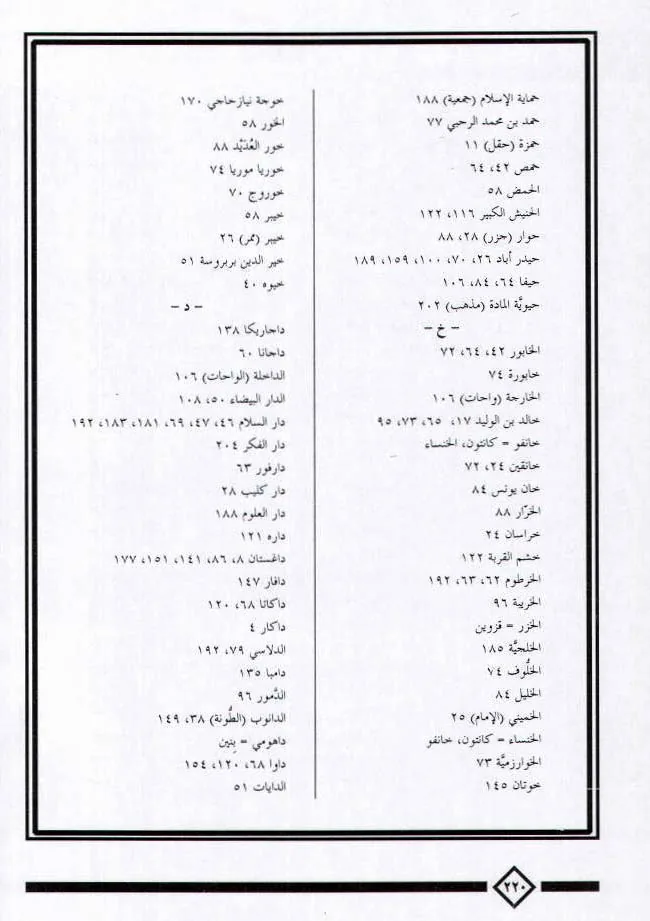 حماية الإسلام (جمعية) ١٨٨
حمد بن محمد الرحبي ٧٧
حمزة (حقل) ١١
حمص ٤٢، ٦٤
الحمض ٥٨
الحنيش الكبير ١١٦، ١٢٢
حوار (جزر) ٢٨، ٨٨
حيدر أباد ٢٦، ٧٠، ١٠٠، ١٥٩، ١٨٩
حيفا ٦٤، ٨٤، ١٠٦
حيويَّة المادة (مذهب) ٢٠٢
- خ -
الخابور ٤٢، ٦٤، ٧٢
خابورة ٧٤
الخارجة (واحات) ١٠٦
خالد بن الوليد ١٧، ٦٥، ٧٣، ٩٥
خانفو = كانتون، الخنساء
خانقين ٢٤، ٧٢
خان يونس ٨٤
الخرّار ٨٨
خراسان ٢٤
خشم القربة ١٢٢
الخرطوم ٦٢، ٦٣، ١٩٢
الخريبة ٩٦
الخزر = قزوين
الخلجيَّة ١٨٥
الخلُّوف ٧٤
الخليل ٨٤
الخميني (الإمام) ٢٥
الخنساء = كانتون، خانفو
الخوارزميَّة ٧٣
خوتان ١٤٥
خوجة نيازحاجي ١٧٠
الخور ٥٨
خور العُدَيْد ٨٨
خوريا موريا ٧٤
خوروج ٧٠
خيبر ٥٨
خيبر (ممر) ٢٦
خير الدين بربروسة ٥١
خيوه ٤٠
- د -
داجاريكا ١٣٨
داجانا ٦٠
الداخلة (الواحات) ١٠٦
الدار البيضاء ٥٠، ١٠٨
دار السلام ٤٦، ٤٧، ٦٩، ١٨١، ١٨٣، ١٩٢
دار الفكر ٢٠٤
دارفور ٦٣
دار كليب ٢٨
دار العلوم ١٨٨
داره ١٢١
داغستان ٨، ٨٦، ١٤١، ١٥١، ١٧٧
دافار ١٤٧
داكاتا ٦٨، ١٢٠
داكار ٤
الدلاسي ٧٩، ١٩٢
دامبا ١٣٥
الدَّمور ٩٦
الدانوب (الطُّونة) ٣٨، ١٤٩
داهومي = بِنين
داوا ٦٨، ١٢٠، ١٥٤
الدايات ٥١
٢٢٠